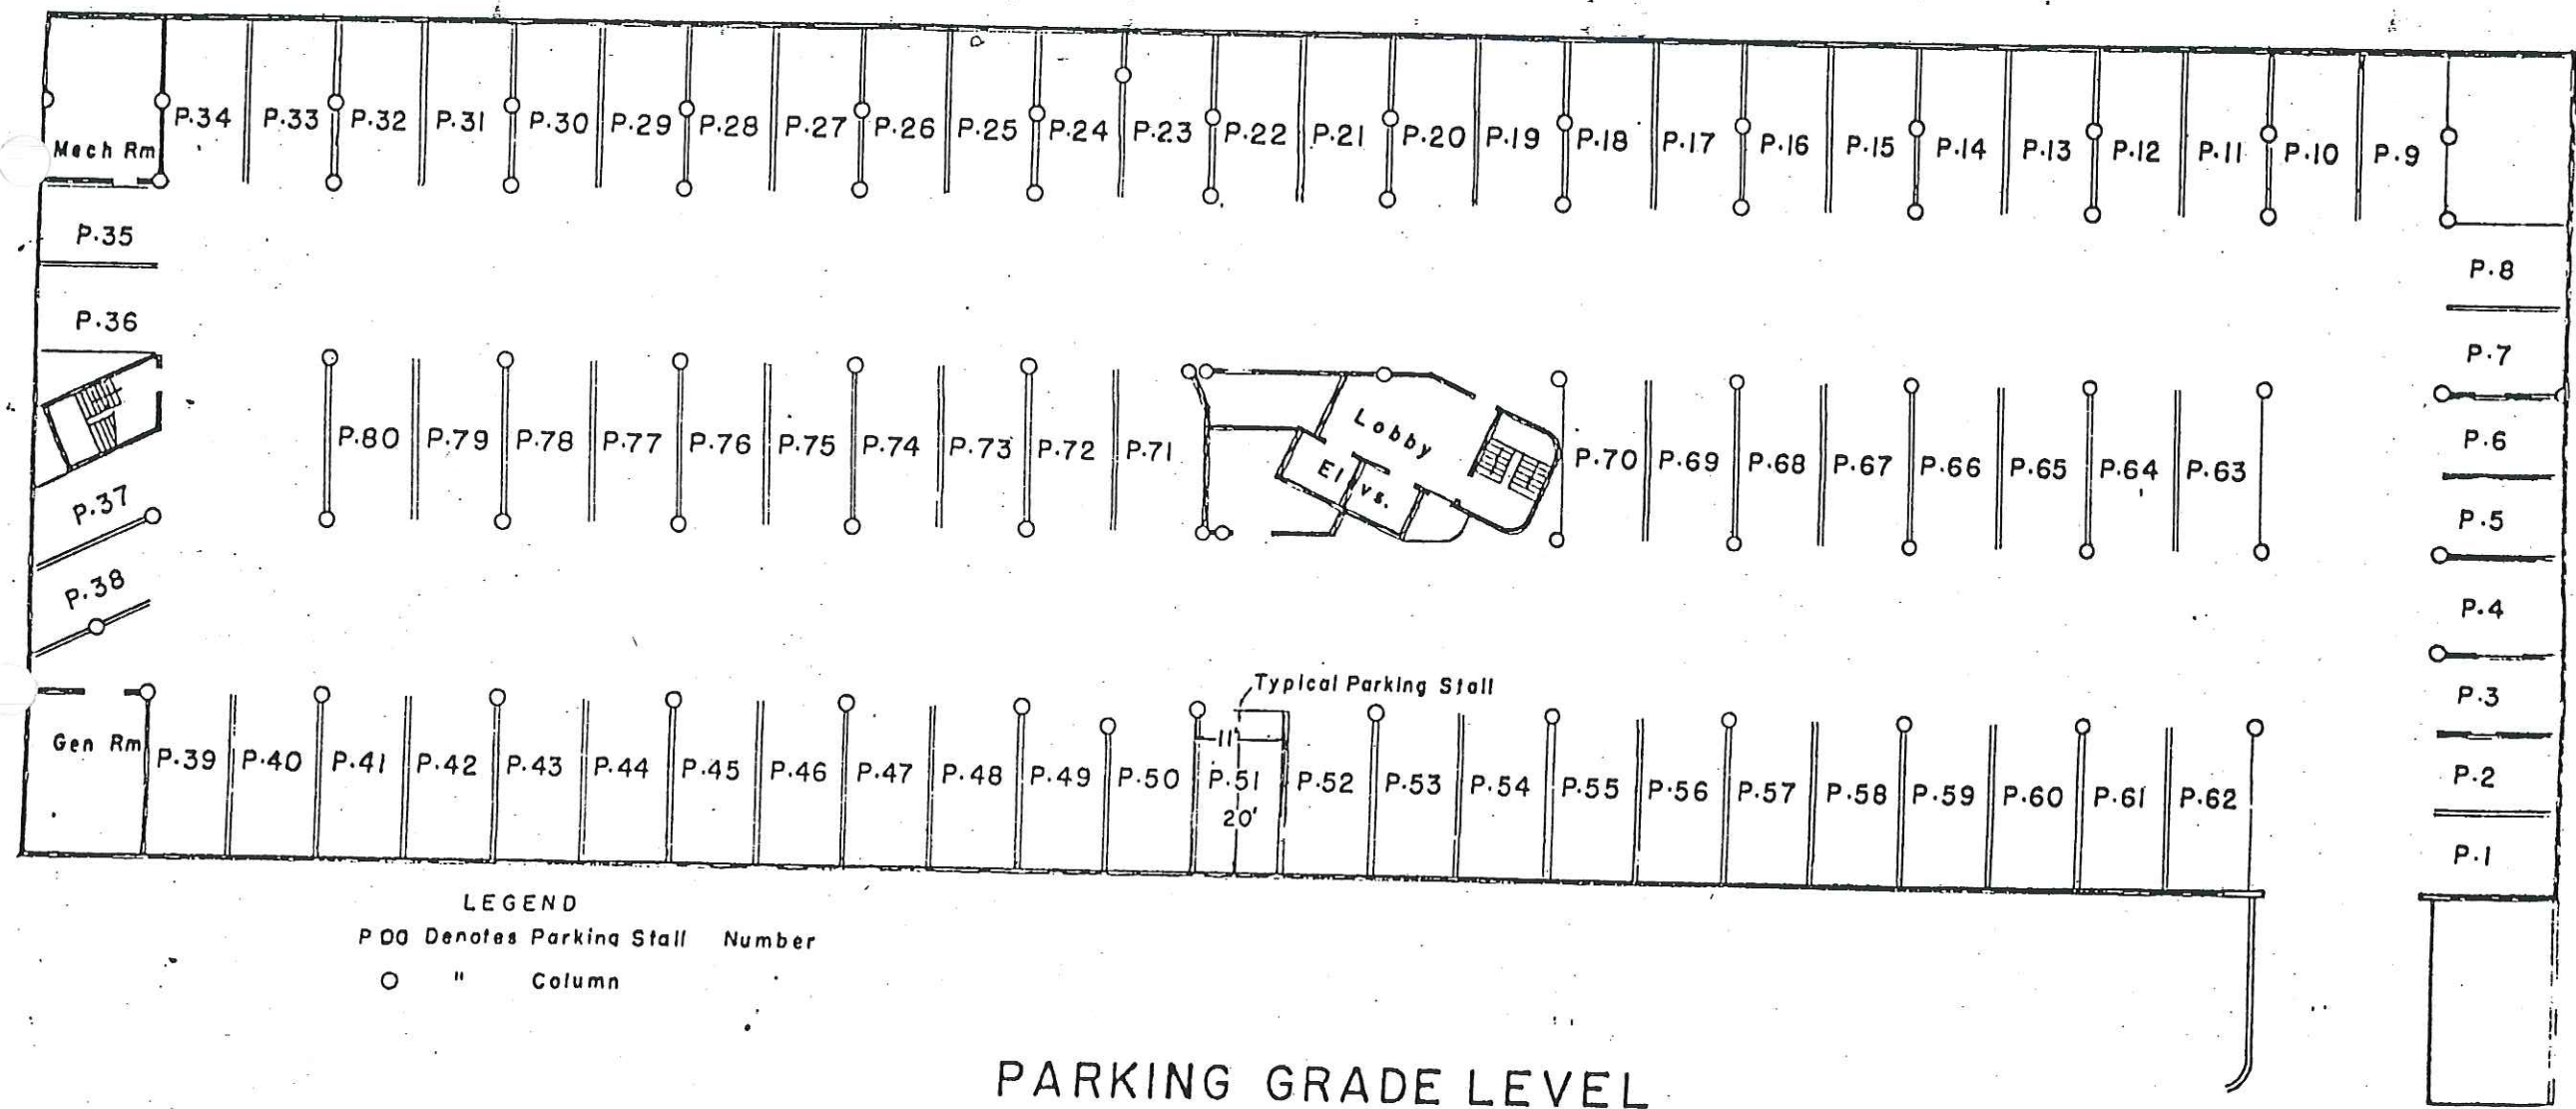 P.34 P.33 P.32 P.31 P.30 P.29 P.28 P.27 P.26 P.25 P.24 P.23 P.22 P.21 P.20 P.19 P.18 P.17 P.16 P.15 P.14 P.13 P.12 P.11 P.10 P.9
Mech Rm
P.35
P.8
P.36
P.7
P.80 P.79 P.78 P.77 P.76 P.75 P.74 P.73 P.72 P.71
Lobby
Elvs.
P.70 P.69 P.68 P.67 P.66 P.65 P.64 P.63
P.6
P.37
P.5
P.38
P.4
Typical Parking Stall
P.3
11'
Gen Rm
P.39 P.40 P.41 P.42 P.43 P.44 P.45 P.46 P.47 P.48 P.49 P.50 P.51 P.52 P.53 P.54 P.55 P.56 P.57 P.58 P.59 P.60 P.61 P.62
P.2
20'
P.1
LEGEND
P 00 Denotes Parking Stall Number
O " Column
PARKING GRADE LEVEL